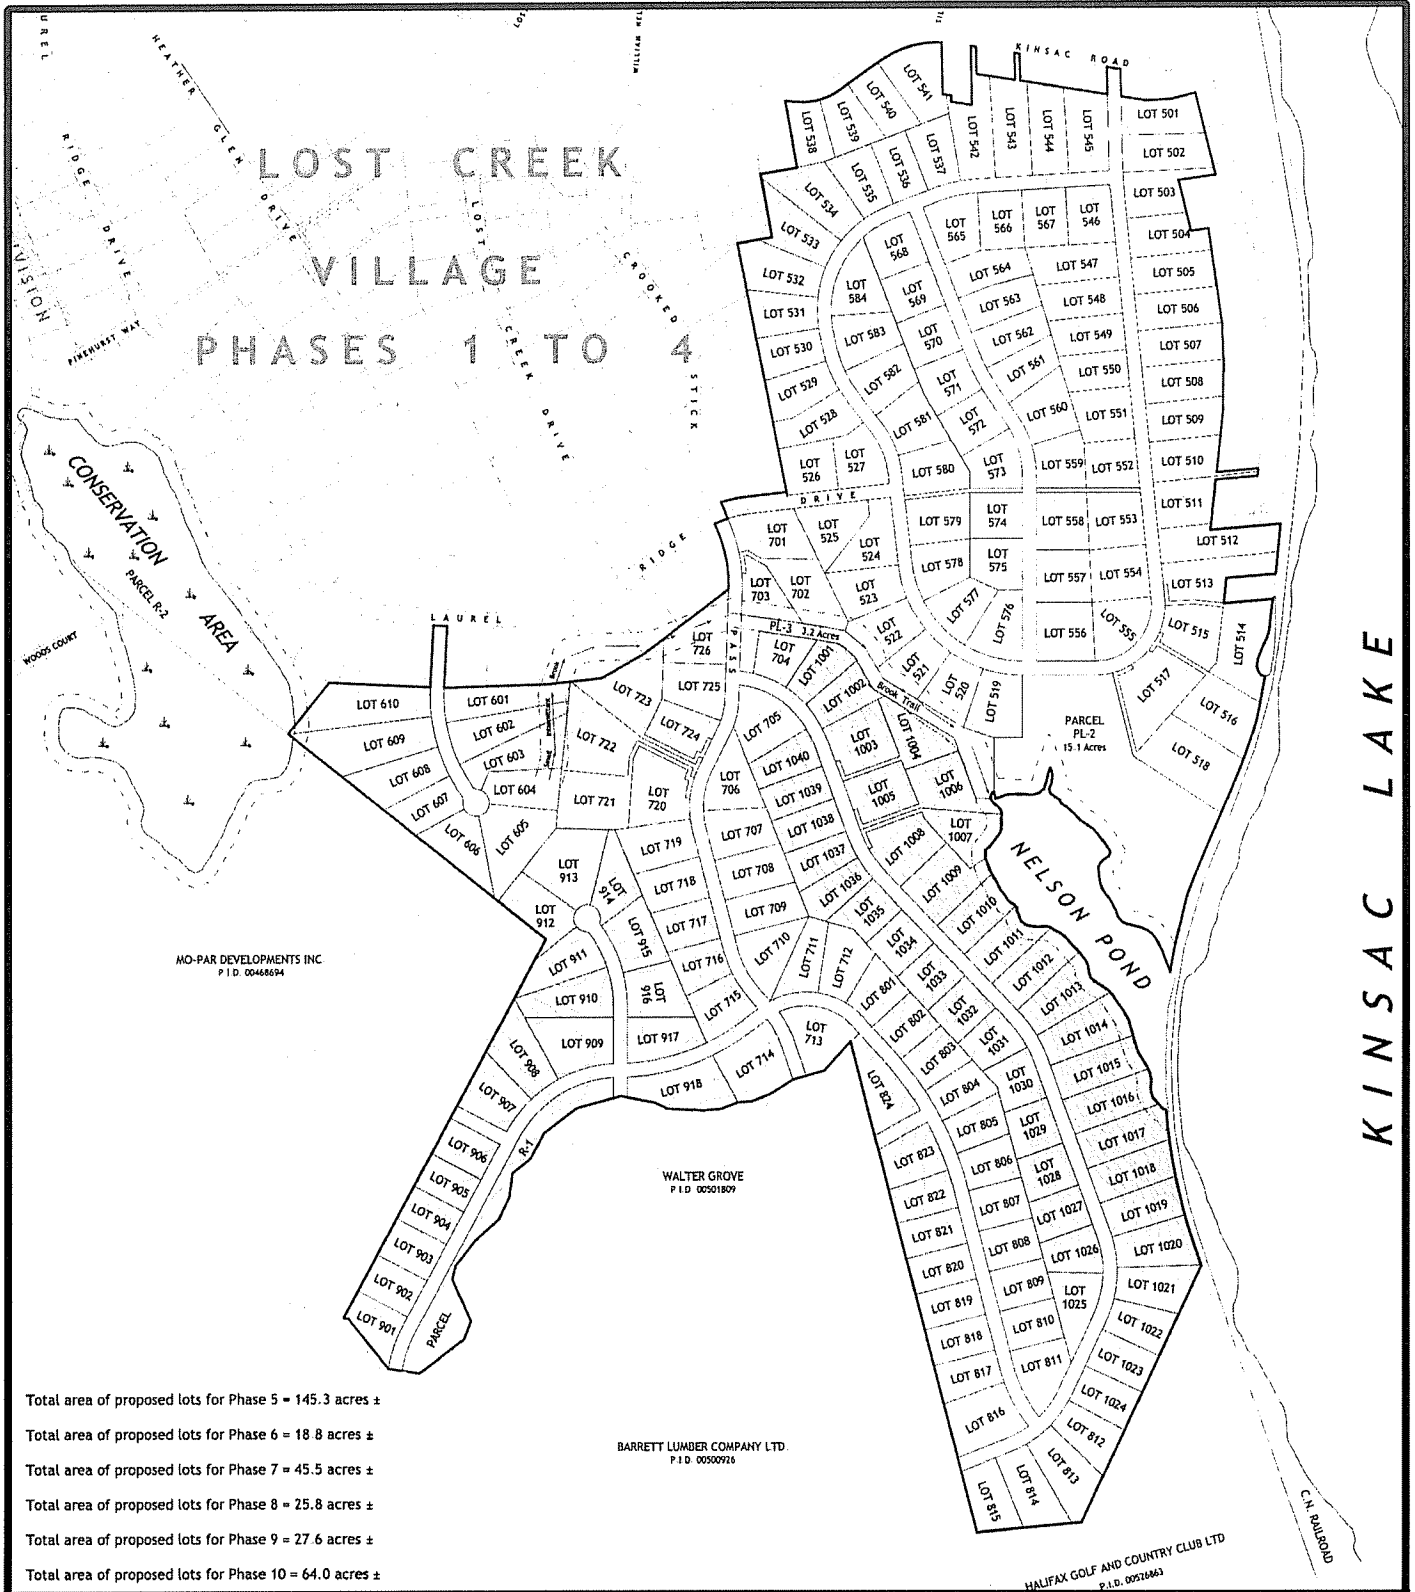 UREL
HEATHER GLEN DRIVE
RIDGE DRIVE
LOS
WILLIAM NEL
TIS
KINSAC ROAD
LOST CREEK
VILLAGE
PHASES 1 TO 4
LOST CREEK DRIVE
CROOKED STICK
PINEHURST WAY
IVISION
CONSERVATION AREA
PARCEL R-2
WOODS COURT
LAUREL
RIDGE
DRIVE
PASS
LOT 501
LOT 502
LOT 503
LOT 504
LOT 505
LOT 506
LOT 507
LOT 508
LOT 509
LOT 510
LOT 511
LOT 512
LOT 513
LOT 514
LOT 515
LOT 516
LOT 517
LOT 518
LOT 519
LOT 520
LOT 521
LOT 522
LOT 523
LOT 524
LOT 525
LOT 526
LOT 527
LOT 528
LOT 529
LOT 530
LOT 531
LOT 532
LOT 533
LOT 534
LOT 535
LOT 536
LOT 537
LOT 538
LOT 539
LOT 540
LOT 541
LOT 542
LOT 543
LOT 544
LOT 545
LOT 546
LOT 547
LOT 548
LOT 549
LOT 550
LOT 551
LOT 552
LOT 553
LOT 554
LOT 555
LOT 556
LOT 557
LOT 558
LOT 559
LOT 560
LOT 561
LOT 562
LOT 563
LOT 564
LOT 565
LOT 566
LOT 567
LOT 568
LOT 569
LOT 570
LOT 571
LOT 572
LOT 573
LOT 574
LOT 575
LOT 576
LOT 577
LOT 578
LOT 579
LOT 580
LOT 581
LOT 582
LOT 583
LOT 584
LOT 601
LOT 602
LOT 603
LOT 604
LOT 605
LOT 606
LOT 607
LOT 608
LOT 609
LOT 610
LOT 701
LOT 702
LOT 703
LOT 704
LOT 705
LOT 706
LOT 707
LOT 708
LOT 709
LOT 710
LOT 711
LOT 712
LOT 713
LOT 714
LOT 715
LOT 716
LOT 717
LOT 718
LOT 719
LOT 720
LOT 721
LOT 722
LOT 723
LOT 724
LOT 725
LOT 726
LOT 801
LOT 802
LOT 803
LOT 804
LOT 805
LOT 806
LOT 807
LOT 808
LOT 809
LOT 810
LOT 811
LOT 812
LOT 813
LOT 814
LOT 815
LOT 816
LOT 817
LOT 818
LOT 819
LOT 820
LOT 821
LOT 822
LOT 823
LOT 824
LOT 901
LOT 902
LOT 903
LOT 904
LOT 905
LOT 906
LOT 907
LOT 908
LOT 909
LOT 910
LOT 911
LOT 912
LOT 913
LOT 914
LOT 915
LOT 916
LOT 917
LOT 918
LOT 1001
LOT 1002
LOT 1003
LOT 1004
LOT 1005
LOT 1006
LOT 1007
LOT 1008
LOT 1009
LOT 1010
LOT 1011
LOT 1012
LOT 1013
LOT 1014
LOT 1015
LOT 1016
LOT 1017
LOT 1018
LOT 1019
LOT 1020
LOT 1021
LOT 1022
LOT 1023
LOT 1024
LOT 1025
LOT 1026
LOT 1027
LOT 1028
LOT 1029
LOT 1030
LOT 1031
LOT 1032
LOT 1033
LOT 1034
LOT 1035
LOT 1036
LOT 1037
LOT 1038
LOT 1039
LOT 1040
PL-3 3.2 Acres
Brook Trail
PARCEL
PL-2
15.1 Acres
NELSON POND
KINSAC LAKE
PARCEL R-1
MO-PAR DEVELOPMENTS INC
P I D. 00468694
WALTER GROVE
P I.D 00501809
BARRETT LUMBER COMPANY LTD.
P I D. 00500926
HALIFAX GOLF AND COUNTRY CLUB LTD
P.I.D. 00526863
C.N. RAILROAD
Total area of proposed lots for Phase 5 = 145.3 acres ±
Total area of proposed lots for Phase 6 = 18.8 acres ±
Total area of proposed lots for Phase 7 = 45.5 acres ±
Total area of proposed lots for Phase 8 = 25.8 acres ±
Total area of proposed lots for Phase 9 = 27.6 acres ±
Total area of proposed lots for Phase 10 = 64.0 acres ±